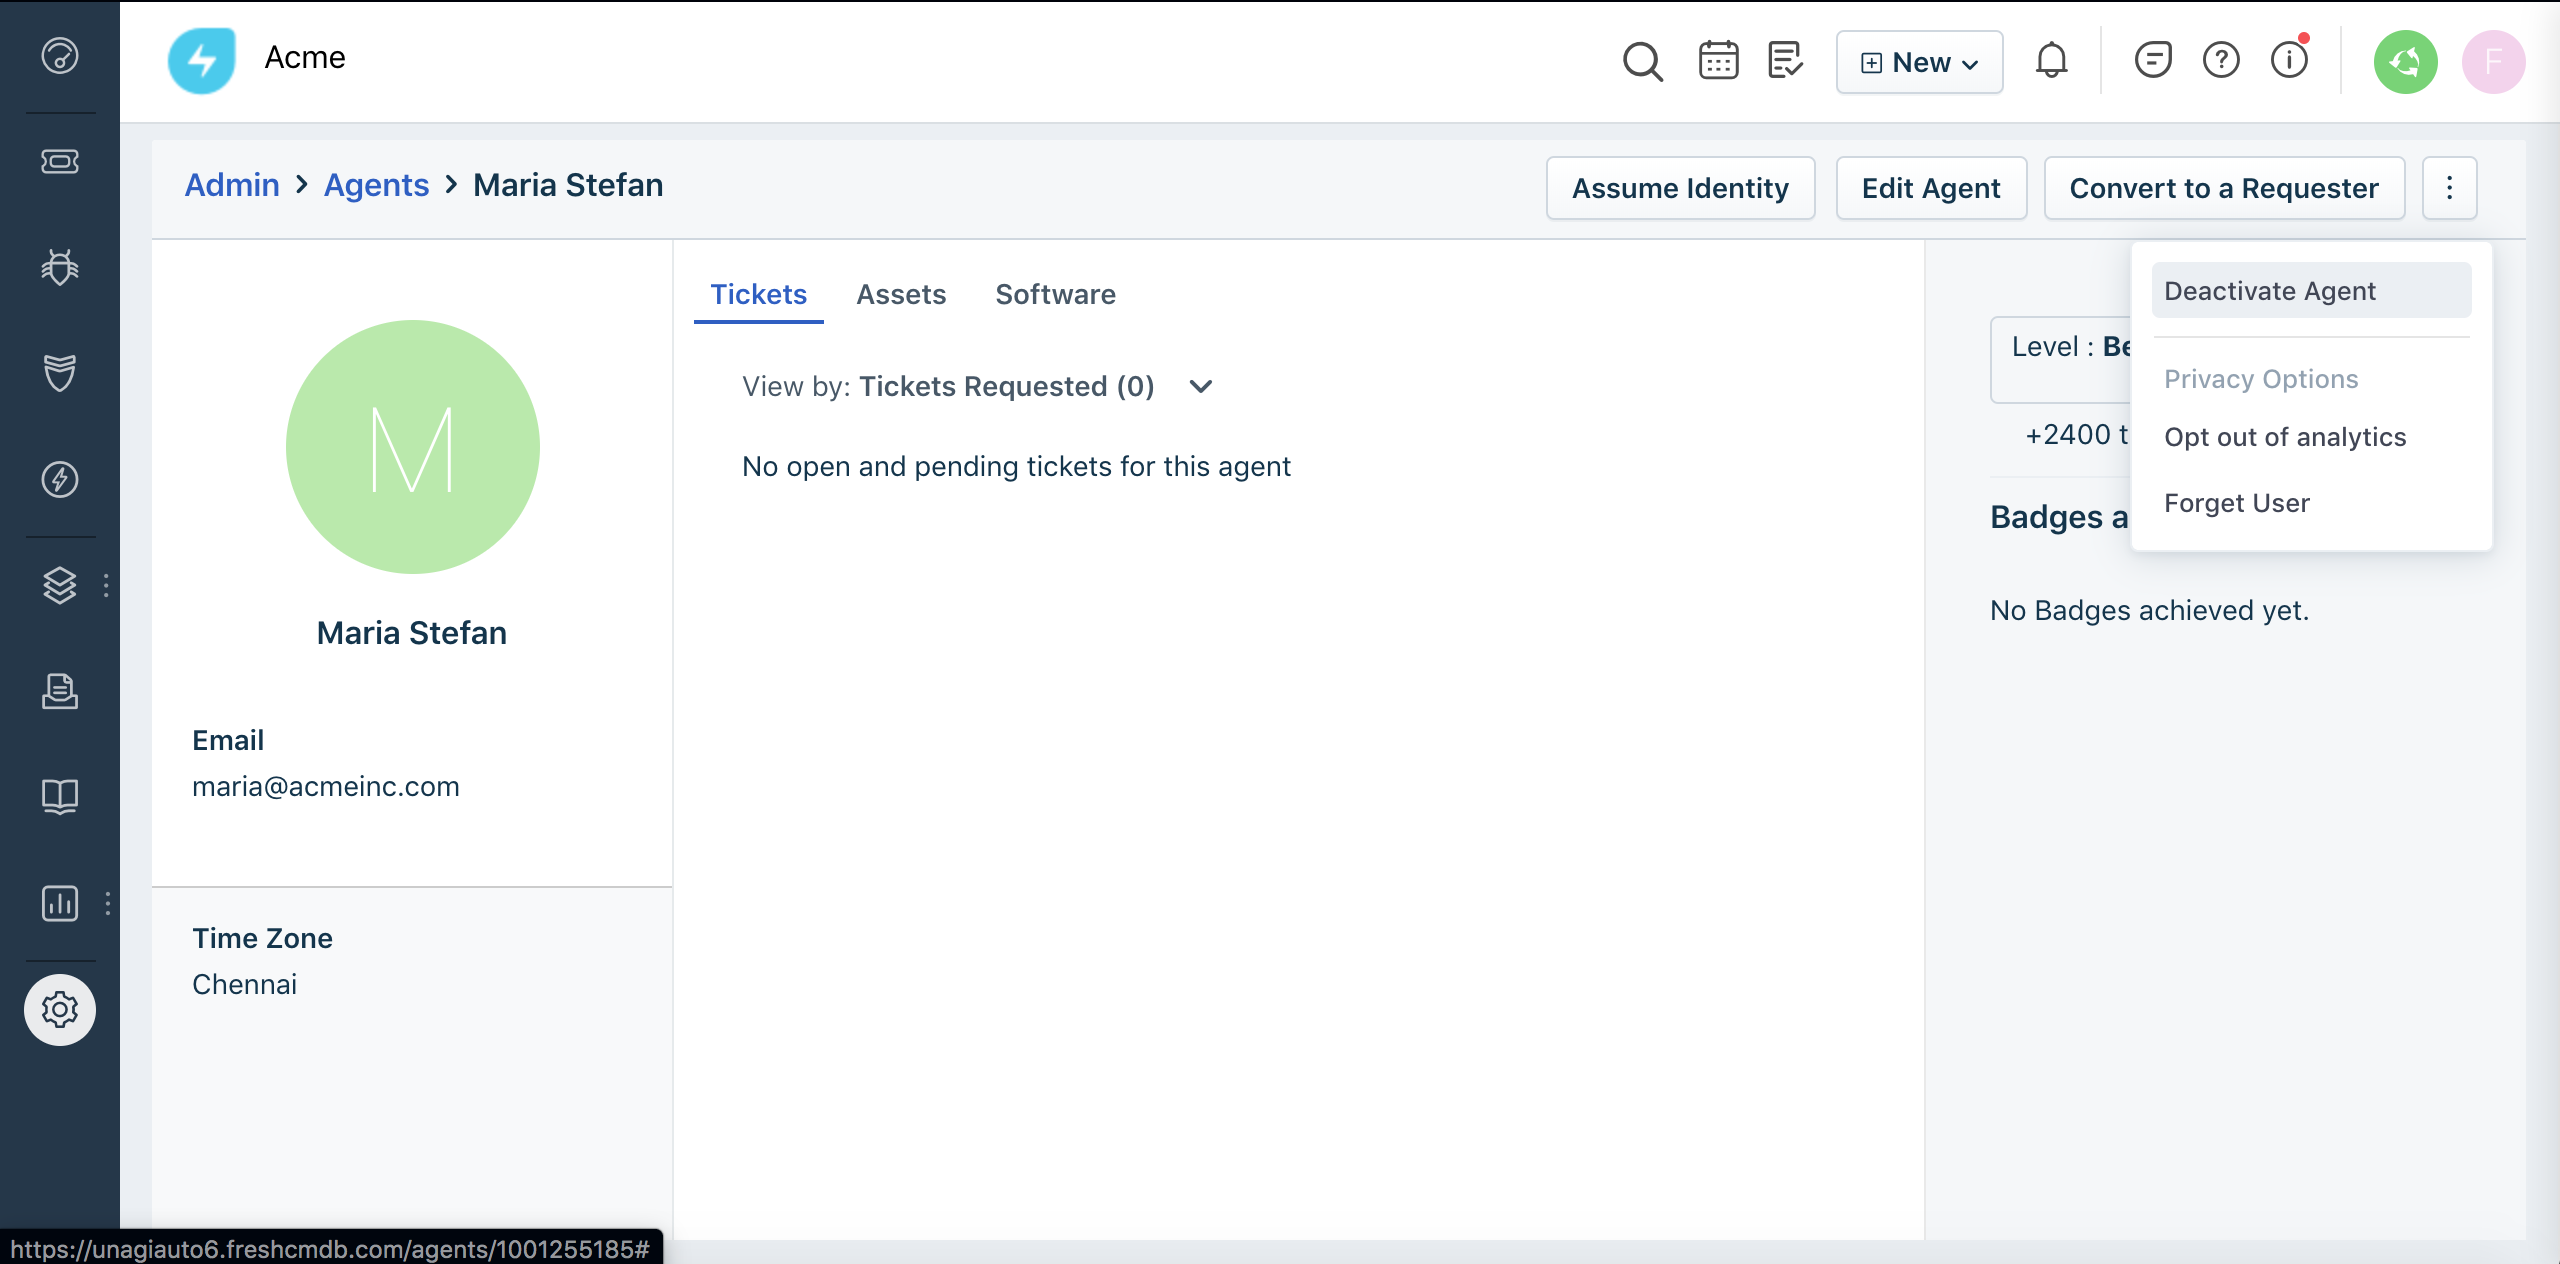 Acme
New
F
Admin > Agents > Maria Stefan
Assume Identity
Edit Agent
Convert to a Requester
M
Maria Stefan
Email
maria@acmeinc.com
Time Zone
Chennai
Tickets
Assets
Software
View by: Tickets Requested (0)
No open and pending tickets for this agent
Level : Be
+2400 t
Badges a
No Badges achieved yet.
Deactivate Agent
Privacy Options
Opt out of analytics
Forget User
https://unagiauto6.freshcmdb.com/agents/1001255185#